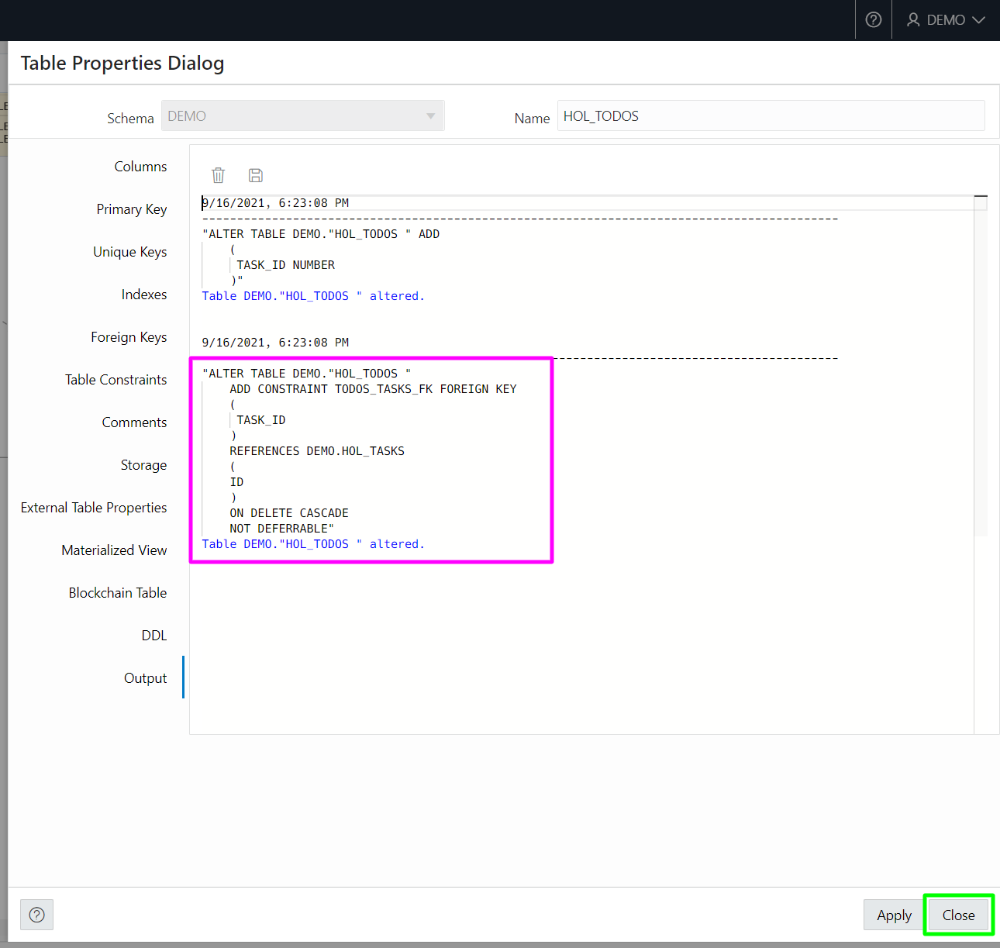 DEMO
Table Properties Dialog
Schema DEMO Name HOL_TODOS
Columns
Primary Key
Unique Keys
Indexes
Foreign Keys
Table Constraints
Comments
Storage
External Table Properties
Materialized View
Blockchain Table
DDL
Output
9/16/2021, 6:23:08 PM
-------------------------------------------------------------------------------------------
"ALTER TABLE DEMO."HOL_TODOS " ADD
(
TASK_ID NUMBER
)"
Table DEMO."HOL_TODOS " altered.
9/16/2021, 6:23:08 PM
-----------------------------------------
"ALTER TABLE DEMO."HOL_TODOS "
ADD CONSTRAINT TODOS_TASKS_FK FOREIGN KEY
(
TASK_ID
)
REFERENCES DEMO.HOL_TASKS
(
ID
)
ON DELETE CASCADE
NOT DEFERRABLE"
Table DEMO."HOL_TODOS " altered.
Apply Close